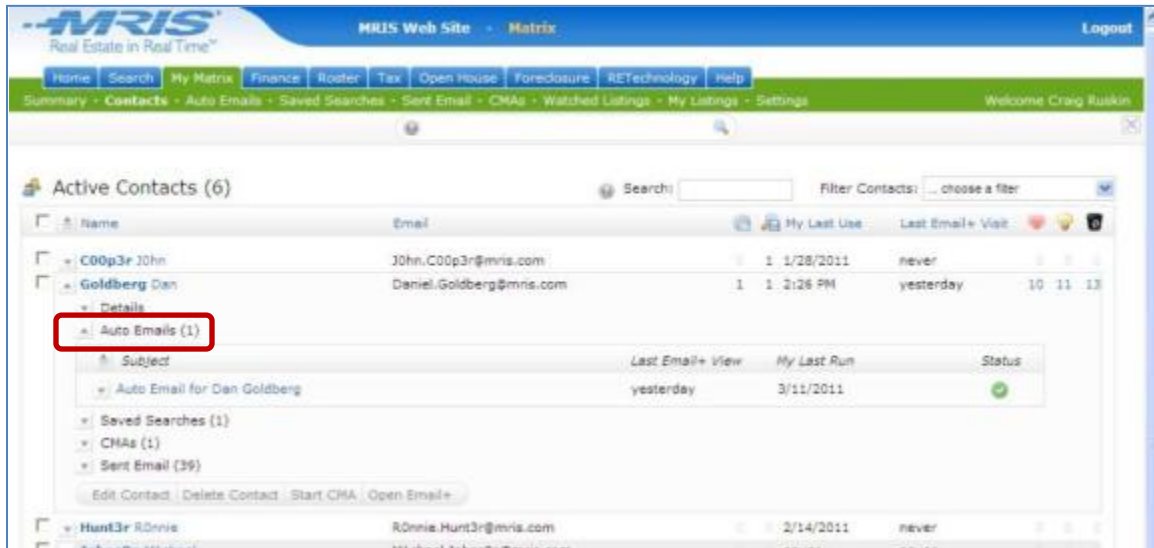 MRIS
Real Estate in Real Time™
MRIS Web Site - Matrix
Logout
Home Search My Matrix Finance Roster Tax Open House Foreclosure RETechnology Help
Summary - Contacts - Auto Emails - Saved Searches - Sent Email - CMAs - Watched Listings - My Listings - Settings Welcome Craig Ruskin
Active Contacts (6) Search: Filter Contacts: ... choose a filter
Name Email My Last Use Last Email+ Visit
C00p3r J0hn J0hn.C00p3r@mris.com 1 1/28/2011 never
Goldberg Dan Daniel.Goldberg@mris.com 1 1 2:26 PM yesterday 10 11 13
Details
Auto Emails (1)
Subject Last Email+ View My Last Run Status
Auto Email for Dan Goldberg yesterday 3/11/2011
Saved Searches (1)
CMAs (1)
Sent Email (39)
Edit Contact Delete Contact Start CMA Open Email+
Hunt3r R0nnie R0nnie.Hunt3r@mris.com 2/14/2011 never